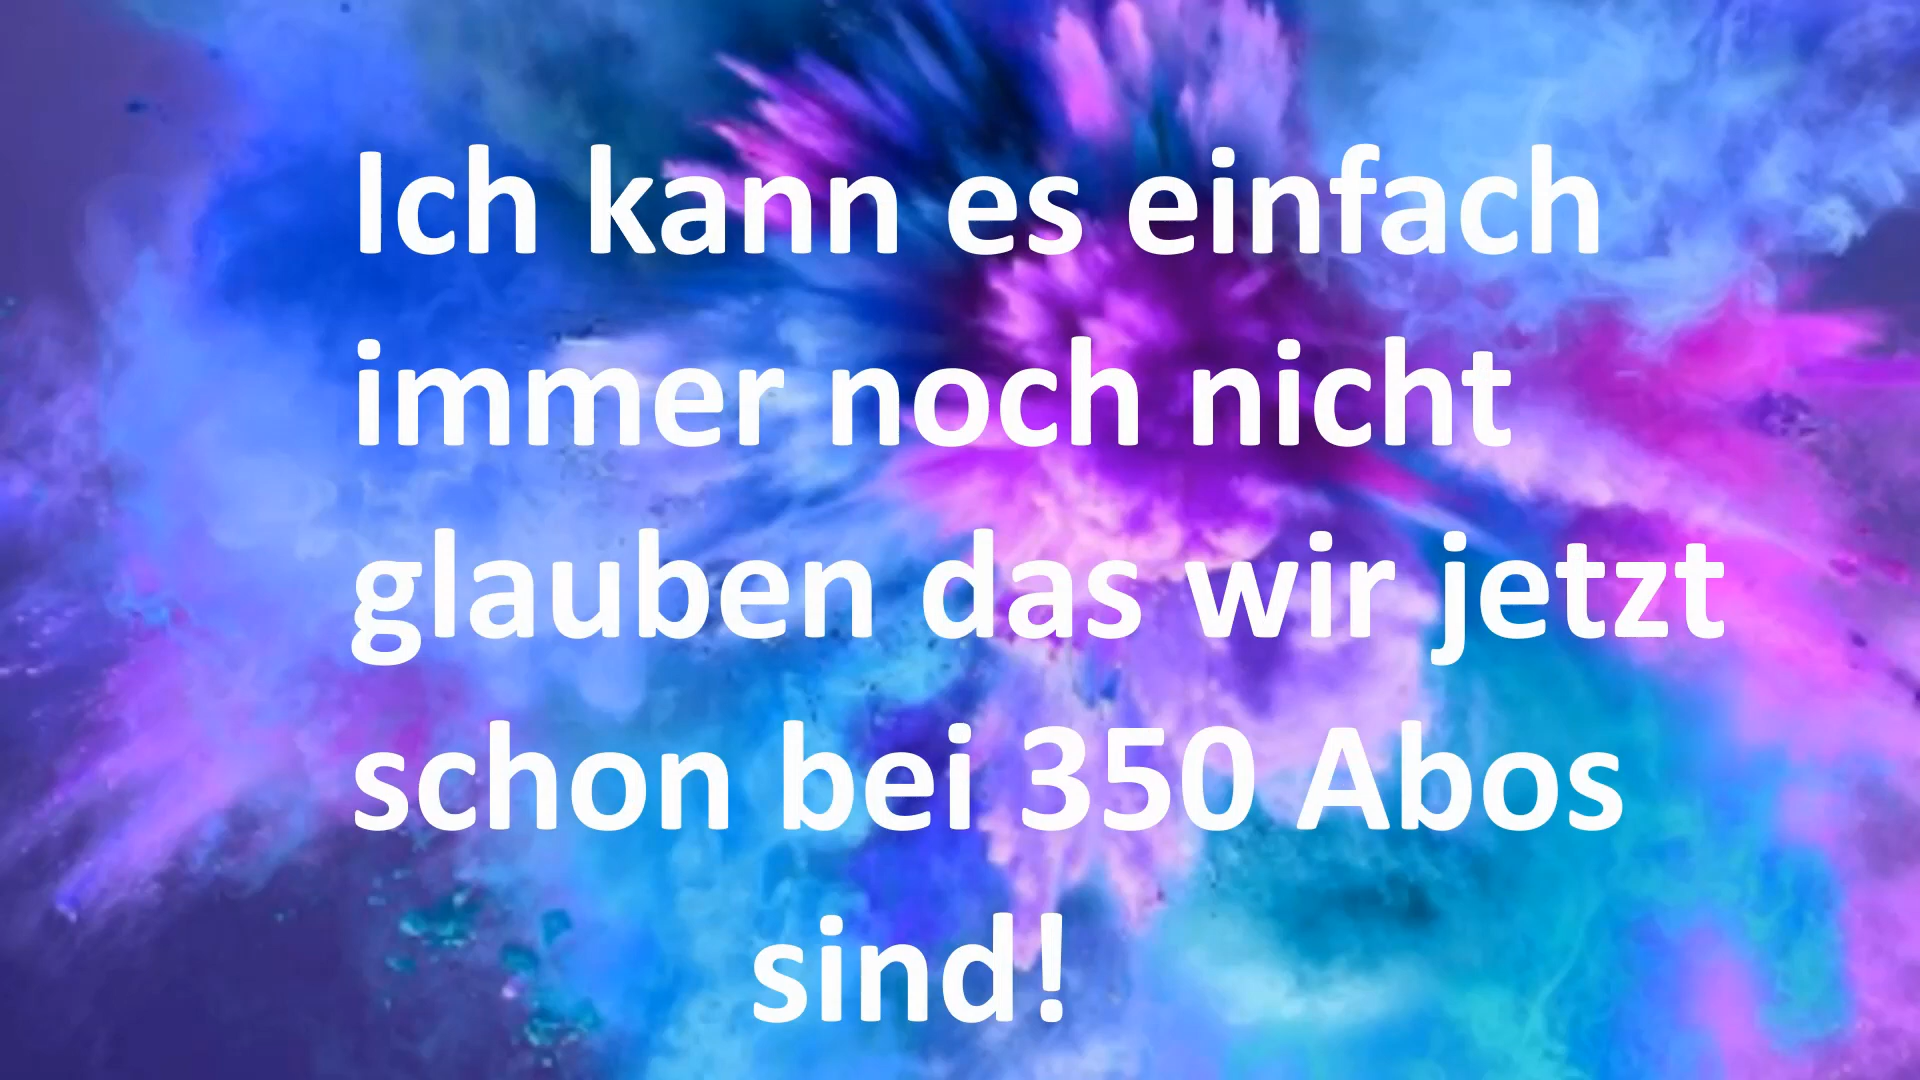 Ich kann es einfach
immer noch nicht
glauben das wir jetzt
schon bei 350 Abos
sind!